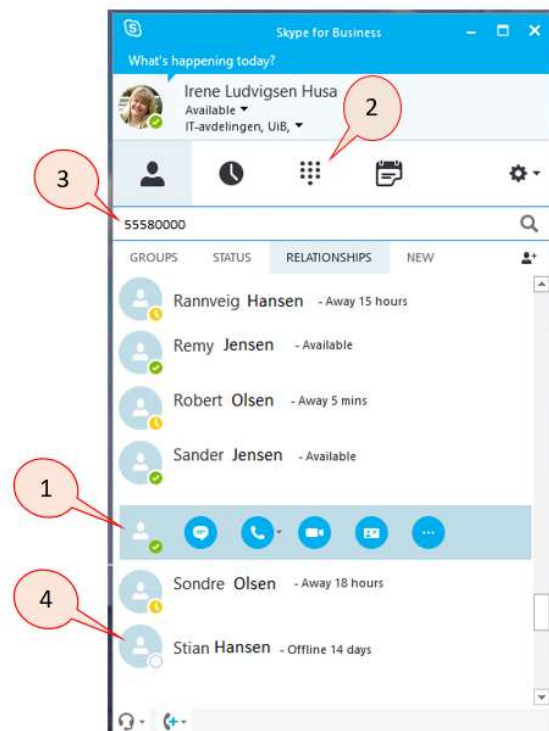 Skype for Business
What's happening today?
Irene Ludvigsen Husa
Available
IT-avdelingen, UiB,
2
3
55580000
GROUPS STATUS RELATIONSHIPS NEW
Rannveig Hansen - Away 15 hours
Remy Jensen - Available
Robert Olsen - Away 5 mins
Sander Jensen - Available
1
Sondre Olsen - Away 18 hours
4
Stian Hansen - Offline 14 days